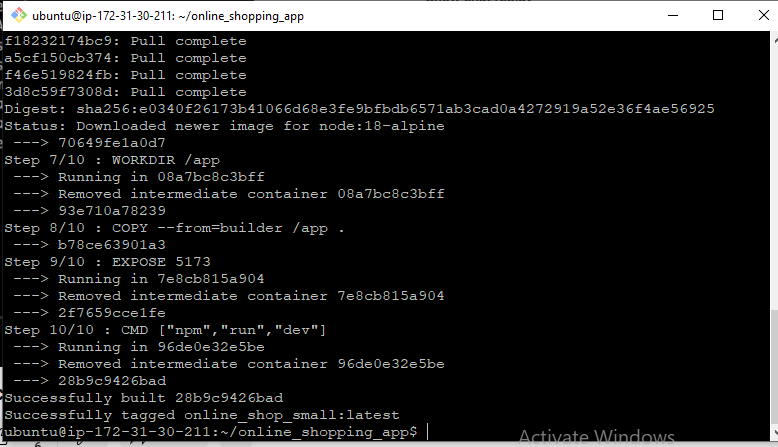 ubuntu@ip-172-31-30-211: ~/online_shopping_app
f18232174bc9: Pull complete
a5cf150cb374: Pull complete
f46e519824fb: Pull complete
3d8c59f7308d: Pull complete
Digest: sha256:e0340f26173b41066d68e3fe9bfbdb6571ab3cad0a4272919a52e36f4ae56925
Status: Downloaded newer image for node:18-alpine
---> 70649fe1a0d7
Step 7/10 : WORKDIR /app
---> Running in 08a7bc8c3bff
---> Removed intermediate container 08a7bc8c3bff
---> 93e710a78239
Step 8/10 : COPY --from=builder /app .
---> b78ce63901a3
Step 9/10 : EXPOSE 5173
---> Running in 7e8cb815a904
---> Removed intermediate container 7e8cb815a904
---> 2f7659cce1fe
Step 10/10 : CMD ["npm","run","dev"]
---> Running in 96de0e32e5be
---> Removed intermediate container 96de0e32e5be
---> 28b9c9426bad
Successfully built 28b9c9426bad
Successfully tagged online_shop_small:latest
ubuntu@ip-172-31-30-211:~/online_shopping_app$
Activate Windows